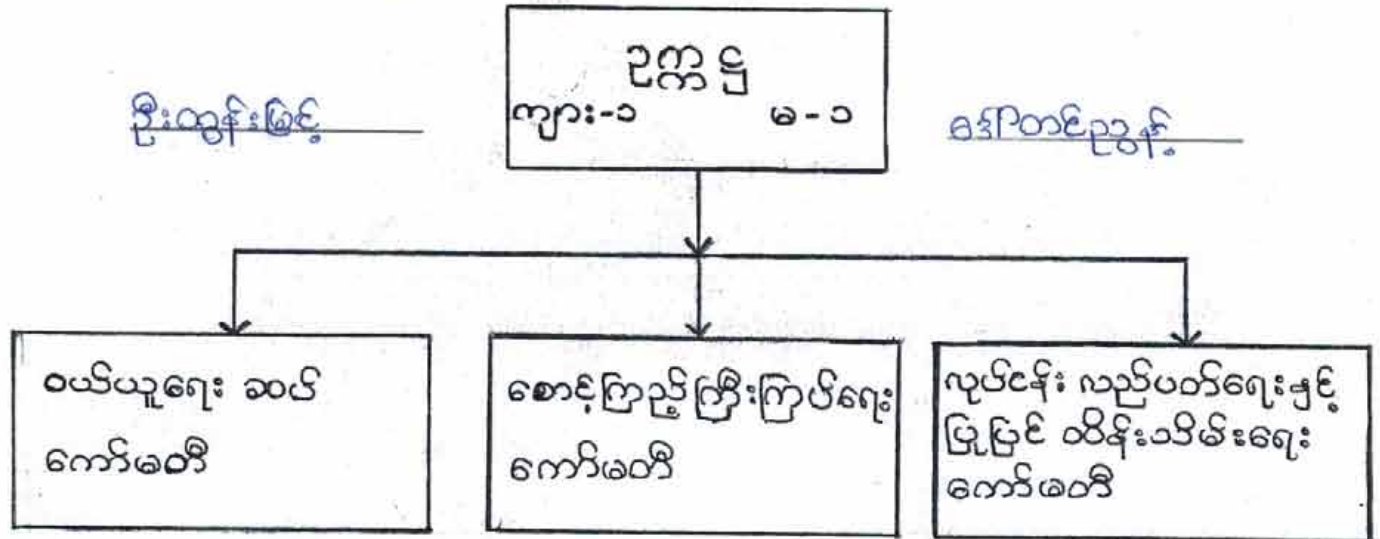 ဥက္ကဋ္ဌ
ကျား-၁ မ-၁
ဦးထွန်းမြင့်
ဒေါ်တင်ညွန့်
ဝယ်ယူရေး ဆပ်
ကော်မတီ
စောင့်ကြည့်ကြီးကြပ်ရေး
ကော်မတီ
လုပ်ငန်း လည်ပတ်ရေးနှင့်
ပြုပြင် ထိန်းသိမ်းရေး
ကော်မတီ